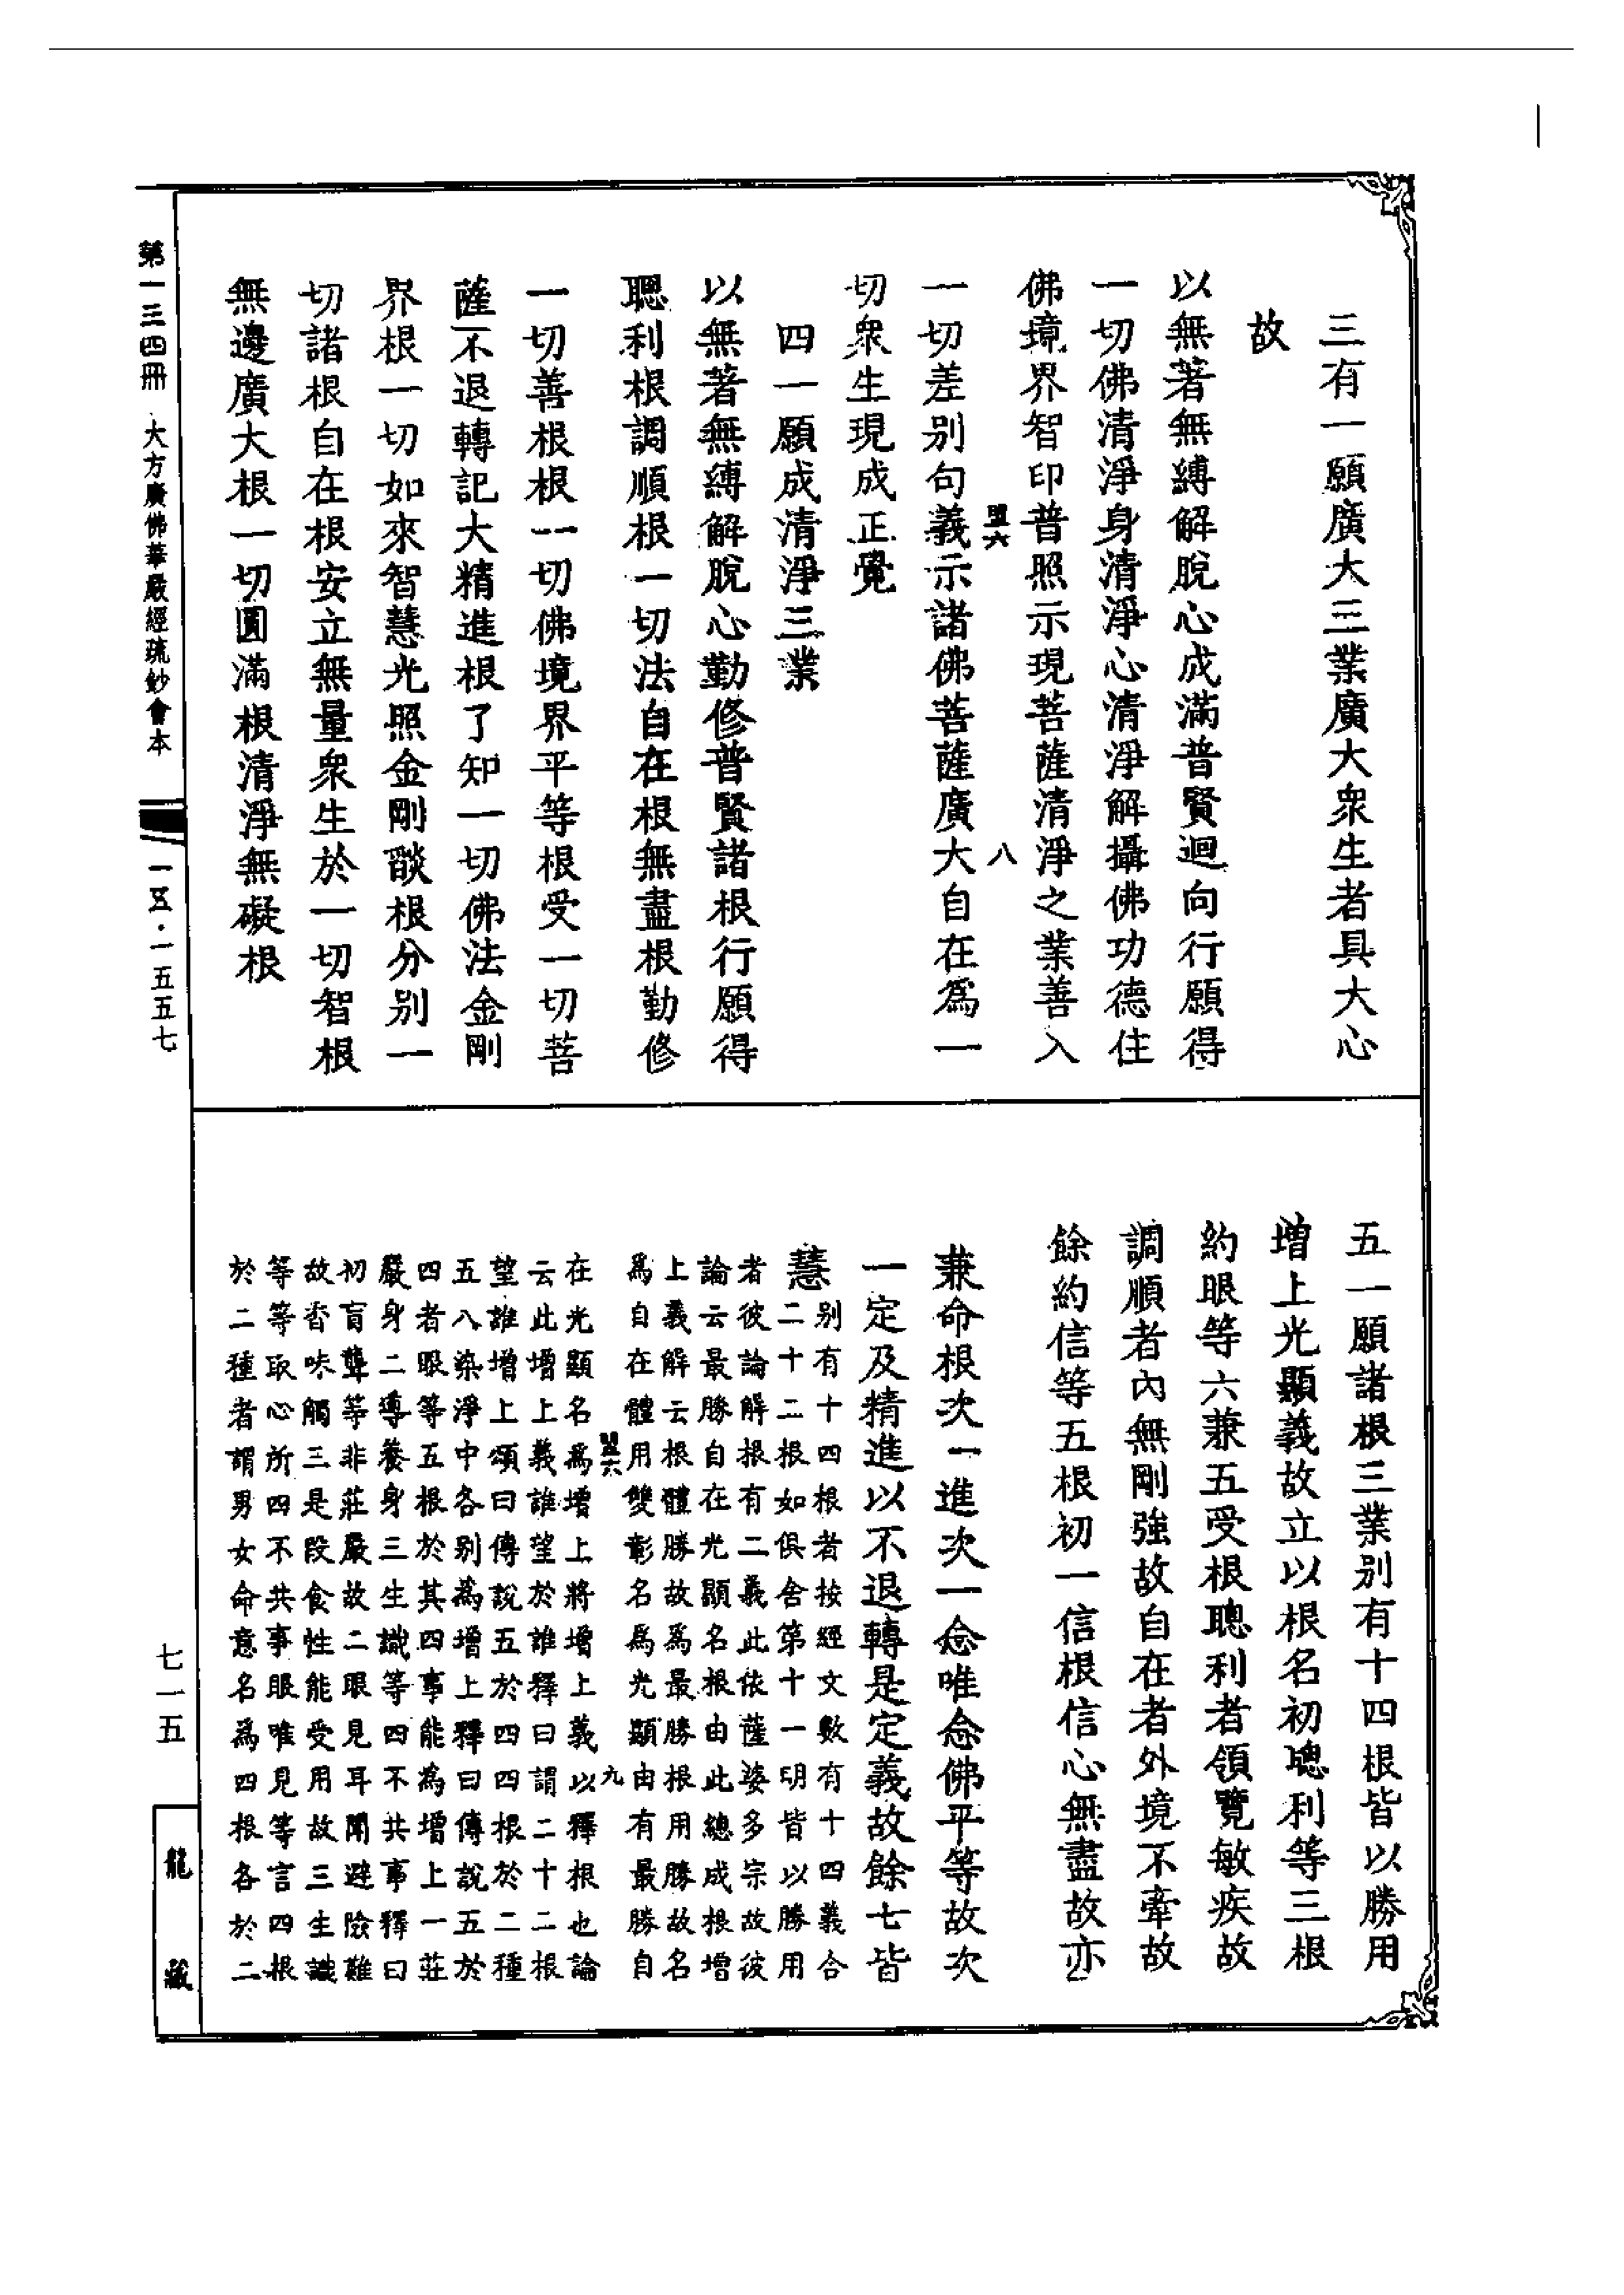 三有一願廣大三業廣大衆生者具大心
故
以無著無縛解脫心成滿普賢迴向行願得
一切佛清淨身清淨心清淨解攝佛功德住
佛境界智印普照示現菩薩清淨之業善入
盟六 八
一切差別句義示諸佛菩薩廣大自在爲一
切衆生現成正覺
四一願成清淨三業
以無著無縛解脫心勤修普賢諸根行願得
聰利根調順根一切法自在根無盡根勤修
一切善根根一切佛境界平等根受一切菩
薩不退轉記大精進根了知一切佛法金剛
界根一切如來智慧光照金剛燄根分別一
切諸根自在根安立無量衆生於一切智根
無邊廣大根一切圓滿根清淨無礙根
五一願諸根三業別有十四根皆以勝用
增上光顯義故立以根名初聰利等三根
約眼等六兼五受根聰利者領覽敏疾故
調順者內無剛強故自在者外境不牽故
餘約信等五根初一信根信心無盡故亦
兼命根次一進次一念唯念佛平等故次
一定及精進以不退轉是定義故餘七皆
慧
別有十四根者按經文數有十四義合
二十二根如俱舍第十一明皆以勝用
者彼論解根有二義此依薩婆多宗故彼
論云最勝自在光顯名根由此總成根增
上義解云根體勝故爲最勝根用勝故名
爲自在體用雙彰名爲光顯由有最勝自
盟六 九
在光顯名爲增上將增上義以釋根也論
云此增上義誰望於誰釋曰謂二十二根
望誰增上頌曰傳說五於四四根於二種
五八染淨中各別爲增上釋曰傳說五於
四者眼等五根於其四事能爲增上一莊
嚴身二導養身三生識等四不共事釋曰
初盲聾等非莊嚴故二眼見耳聞避險難
故香味觸三是段食性能受用故三生識
等等取心所四不共事眼唯見等言四根
於二種者謂男女命意名爲四根各於二
第一三四冊 大方廣佛華嚴經疏鈔會本
一五·一五五七
七一五
龍藏